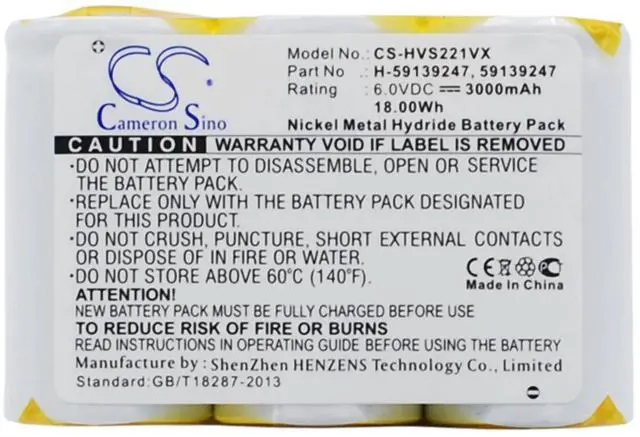 CS
Cameron Sino
Model No.: CS-HVS221VX
Part No : H-59139247, 59139247
Rating : 6.0VDC 3000mAh
18.00Wh
Nickel Metal Hydride Battery Pack
CAUTION WARRANTY VOID IF LABEL IS REMOVED
·DO NOT ATTEMPT TO DISASSEMBLE, OPEN OR SERVICE
THE BATTERY PACK.
·REPLACE ONLY WITH THE BATTERY PACK DESIGNATED
FOR THIS PRODUCT.
·DO NOT CRUSH, PUNCTURE, SHORT EXTERNAL CONTACTS
OR DISPOSE OF IN FIRE OR WATER.
·DO NOT STORE ABOVE 60°C (140°F).
CE
Made In China
ATTENTION!
NEW BATTERY PACK MUST BE FULLY CHARGED BEFORE USE
TO REDUCE RISK OF FIRE OR BURNS
READ INSTRUCTIONS IN OPERATING GUIDE BEFORE USING THE BATTERY
Manufacture by : ShenZhen HENZENS Technology Co., Limited
Standard:GB/T18287-2013